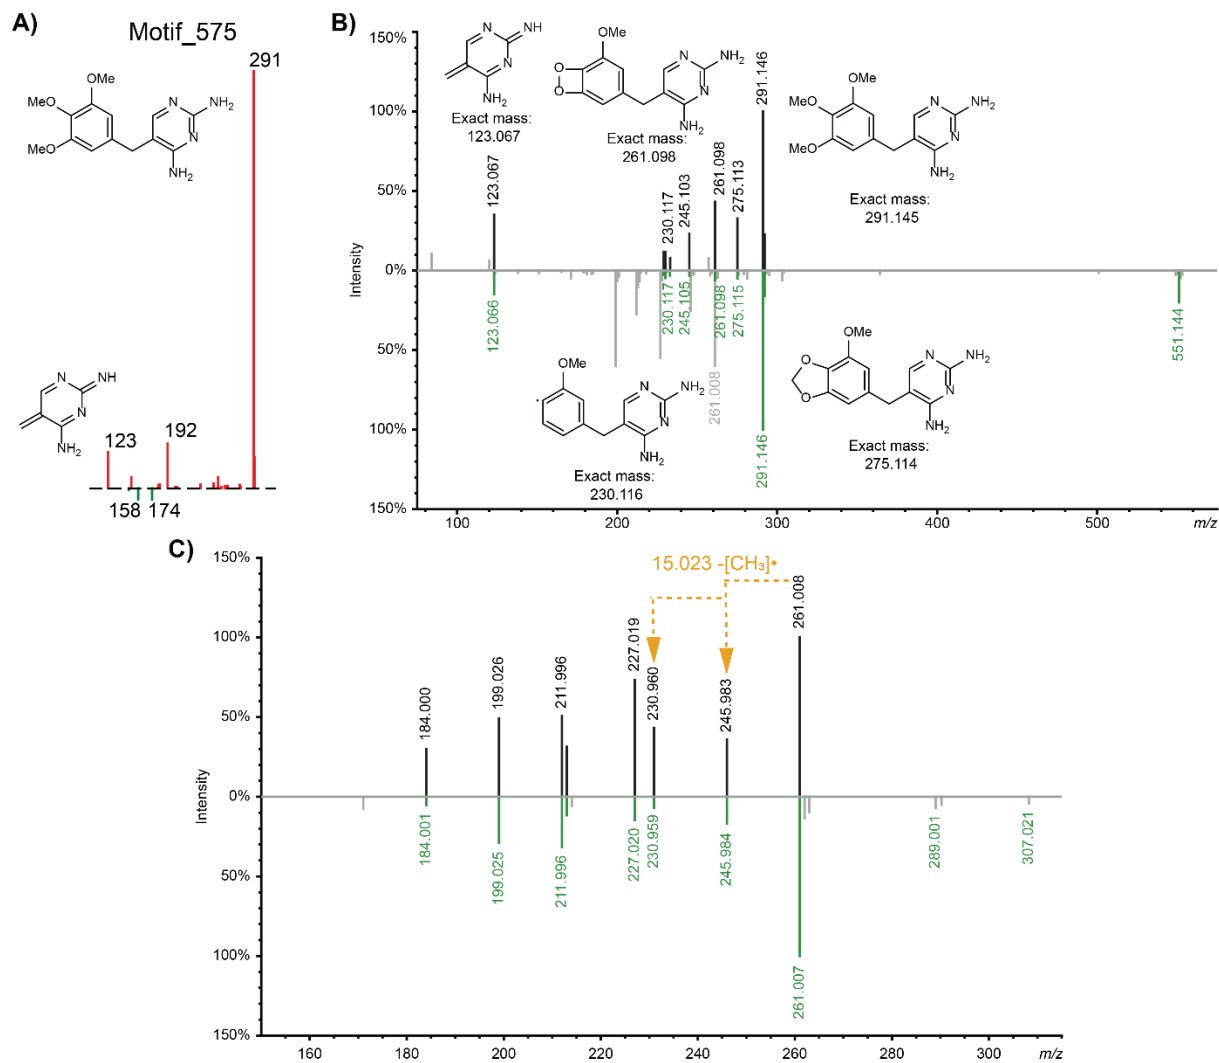 A)
Motif_575
291
OMe
MeO
MeO
N
NH₂
N
NH₂
N
NH
N
NH₂
123
192
158
174
B)
150%
100%
50%
0%
50%
100%
150%
Intensity
N
NH
N
NH₂
Exact mass:
123.067
OMe
O
O
N
NH₂
N
NH₂
Exact mass:
261.098
OMe
MeO
MeO
N
NH₂
N
NH₂
Exact mass:
291.145
123.067
230.117
245.103
261.098
275.113
291.146
123.066
230.117
245.105
261.098
275.115
261.008
291.146
551.144
OMe
N
NH₂
N
NH₂
Exact mass:
230.116
OMe
O
O
N
NH₂
N
NH₂
Exact mass:
275.114
100
200
300
400
500
m/z
C)
150%
100%
50%
0%
50%
100%
150%
Intensity
15.023 -[CH₃]•
184.000
199.026
211.996
227.019
230.960
245.983
261.008
184.001
199.025
211.996
227.020
230.959
245.984
261.007
289.001
307.021
160
180
200
220
240
260
280
300
m/z